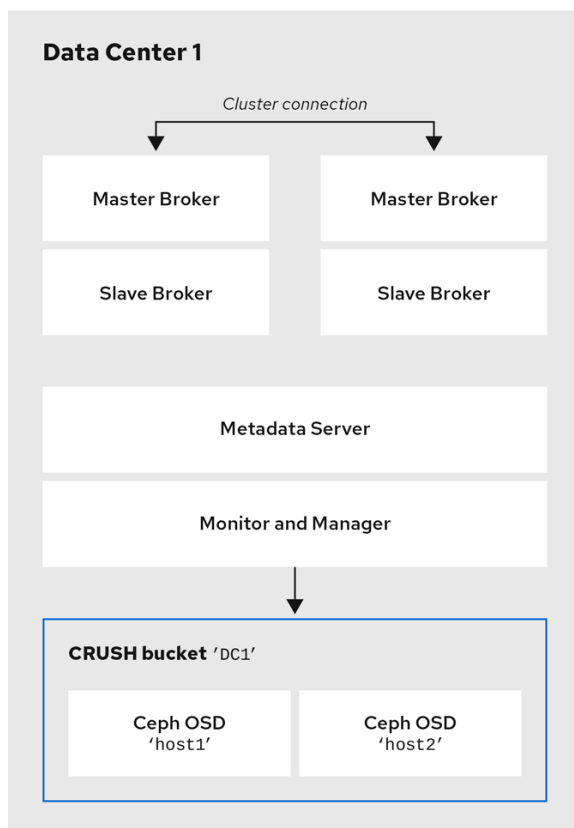 Data Center 1
Cluster connection
Master Broker
Master Broker
Slave Broker
Slave Broker
Metadata Server
Monitor and Manager
CRUSH bucket ’DC1’
Ceph OSD
‘host1’
Ceph OSD
‘host2’